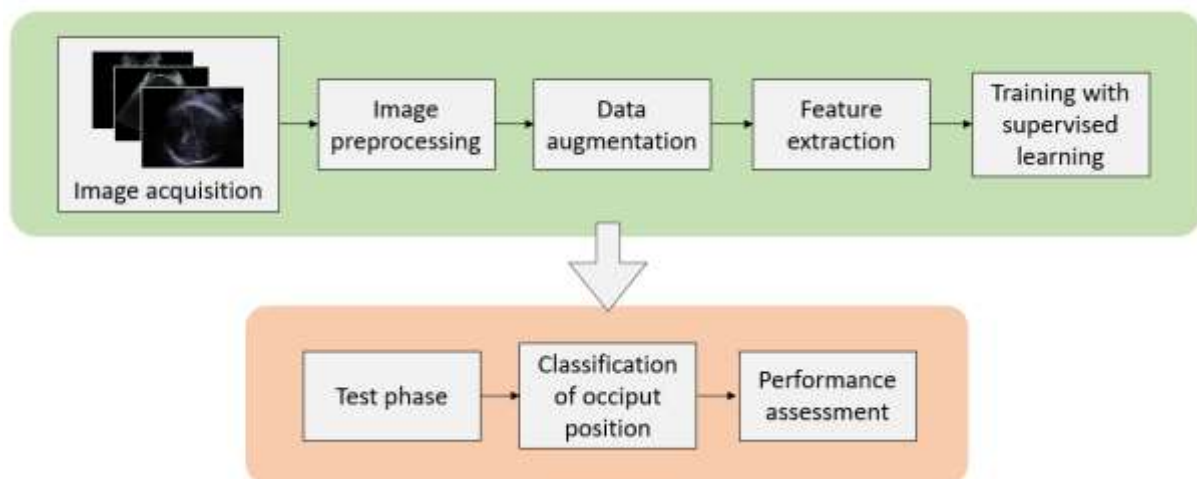 Image acquisition
Image
preprocessing
Data
augmentation
Feature
extraction
Training with
supervised
learning
Test phase
Classification
of occiput
position
Performance
assessment